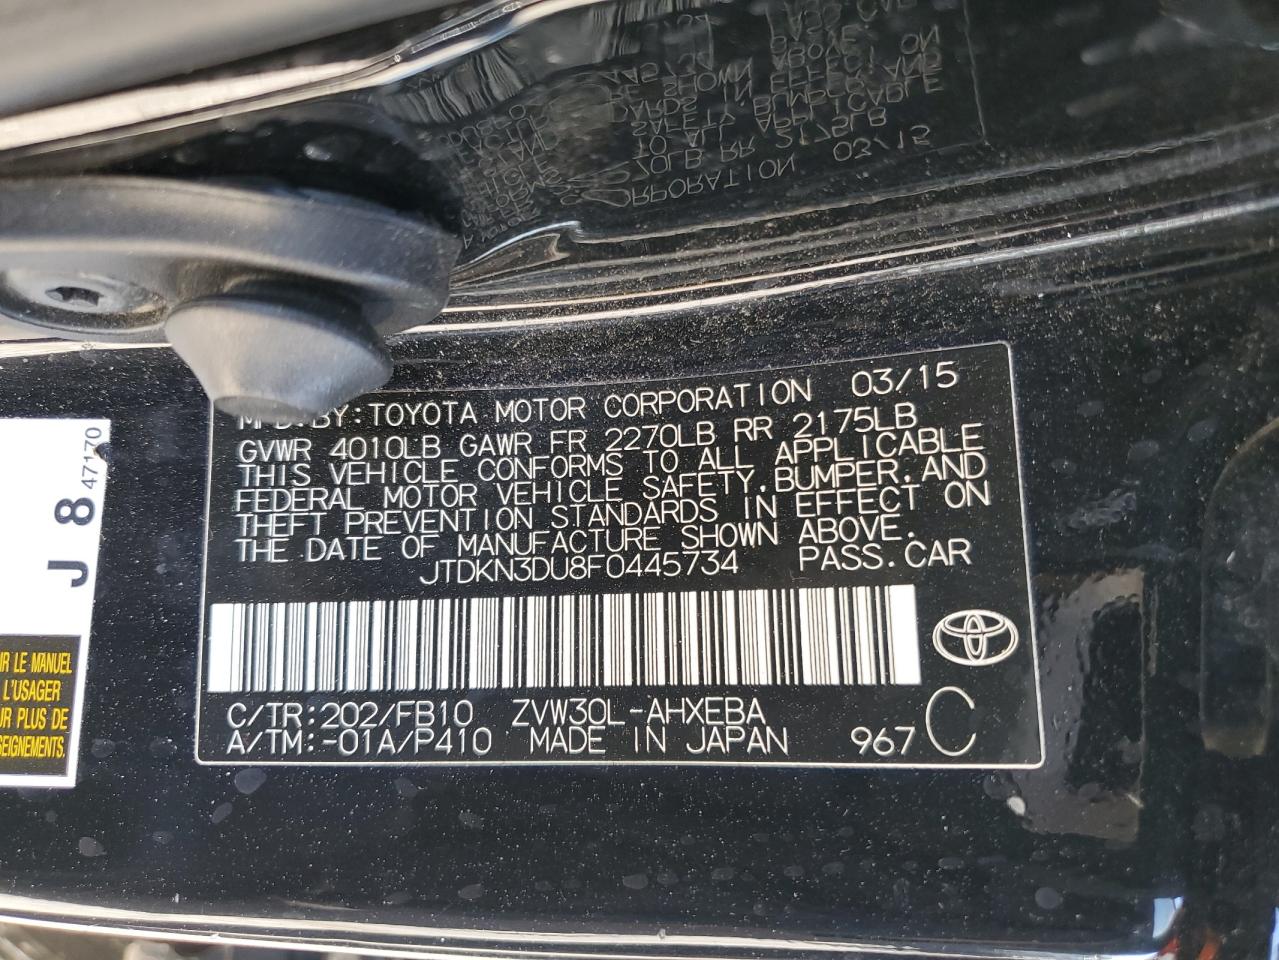 MFD. BY: TOYOTA MOTOR CORPORATION 03/15
GVWR 4010LB GAWR FR 2270LB RR 2175LB
THIS VEHICLE CONFORMS TO ALL APPLICABLE
FEDERAL MOTOR VEHICLE SAFETY, BUMPER, AND
THEFT PREVENTION STANDARDS IN EFFECT ON
THE DATE OF MANUFACTURE SHOWN ABOVE.
JTDKN3DU8F0445734 PASS. CAR
C/TR: 202/FB10 ZVW30L-AHXEBA
A/TM: -01A/P410 MADE IN JAPAN 967 C
J 8 47170
LE MANUEL
L'USAGER
PLUS DE